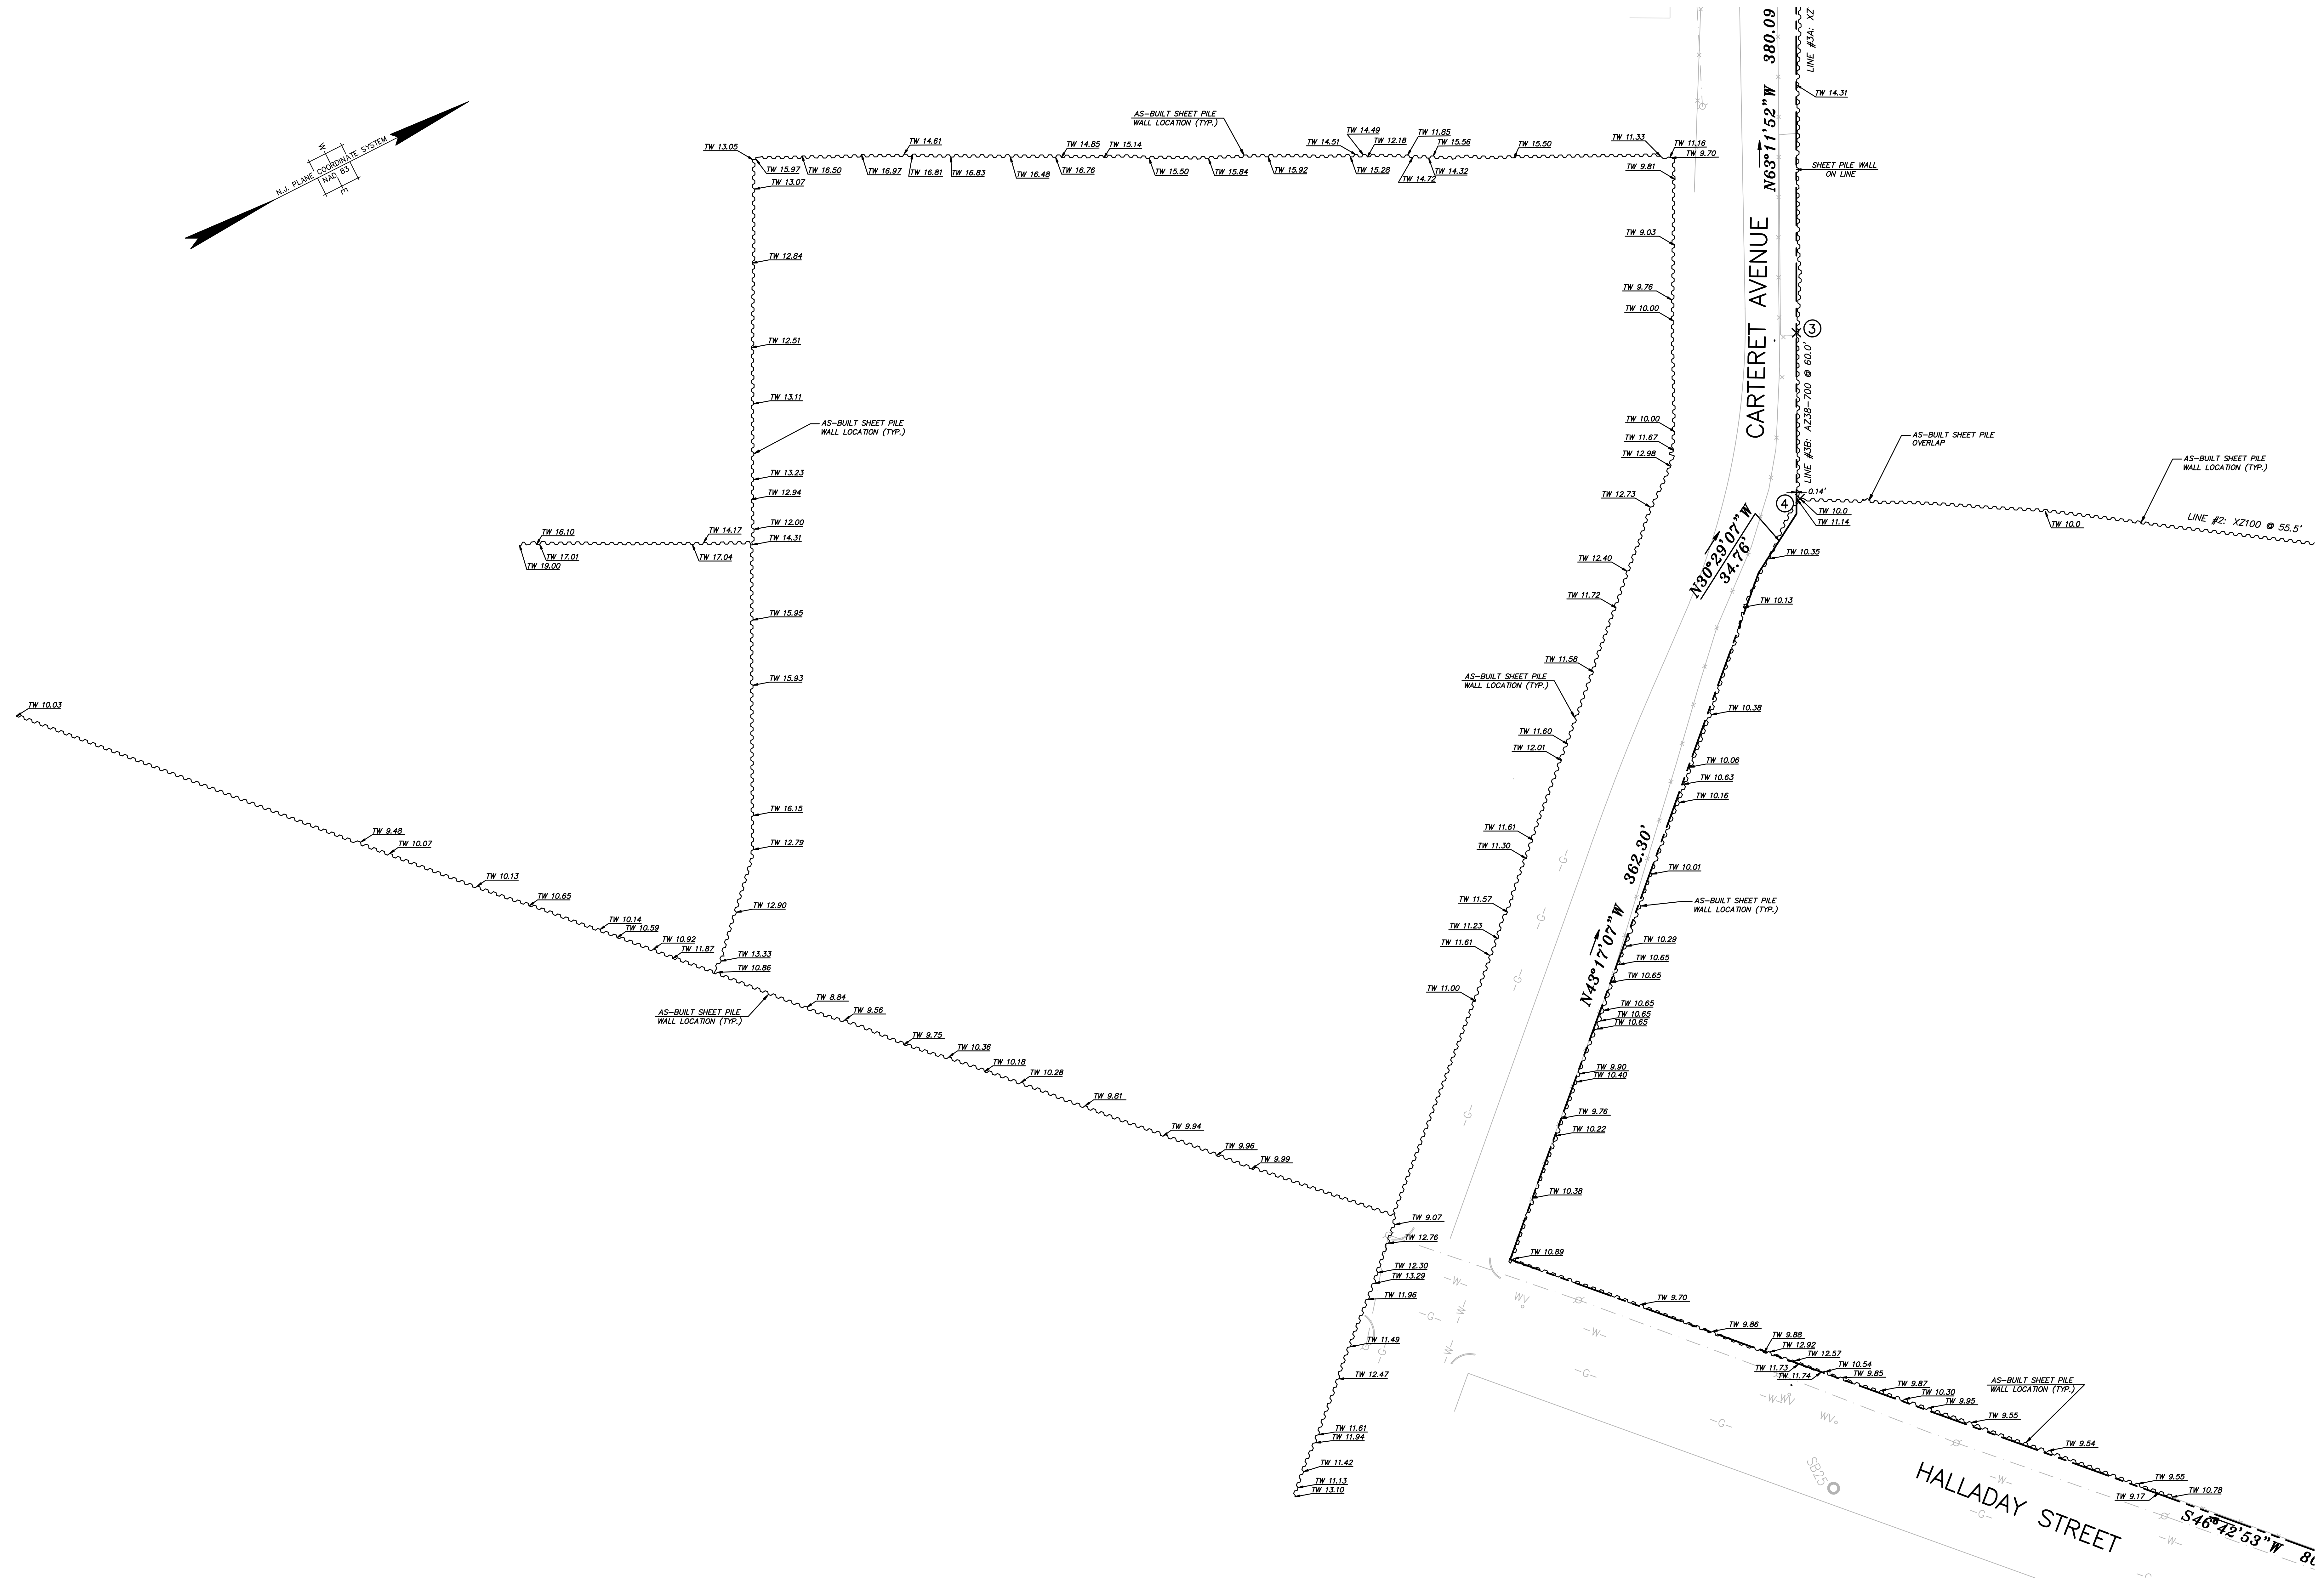 N.J. PLANE COORDINATE SYSTEM
NAD 83
W
E
TW 13.05
TW 15.97
TW 16.50
TW 16.97
TW 14.61
TW 16.81
TW 16.83
TW 16.48
TW 14.85
TW 16.76
TW 15.14
TW 15.50
TW 15.84
AS-BUILT SHEET PILE
WALL LOCATION (TYP.)
TW 15.92
TW 14.51
TW 14.49
TW 15.28
TW 12.18
TW 11.85
TW 14.72
TW 15.56
TW 14.32
TW 15.50
TW 11.33
TW 11.16
TW 9.70
TW 9.81
TW 9.03
TW 9.76
TW 10.00
TW 10.00
TW 11.67
TW 12.98
TW 12.73
TW 12.40
TW 11.72
TW 11.58
AS-BUILT SHEET PILE
WALL LOCATION (TYP.)
TW 11.60
TW 12.01
TW 11.61
TW 11.30
TW 11.57
TW 11.23
TW 11.61
TW 11.00
TW 13.07
TW 12.84
TW 12.51
TW 13.11
AS-BUILT SHEET PILE
WALL LOCATION (TYP.)
TW 13.23
TW 12.94
TW 12.00
TW 14.31
TW 16.10
TW 17.01
TW 19.00
TW 14.17
TW 17.04
TW 15.95
TW 15.93
TW 16.15
TW 12.79
TW 12.90
TW 13.33
TW 10.86
TW 10.03
TW 9.48
TW 10.07
TW 10.13
TW 10.65
TW 10.14
TW 10.59
TW 10.92
TW 11.87
AS-BUILT SHEET PILE
WALL LOCATION (TYP.)
TW 8.84
TW 9.56
TW 9.75
TW 10.36
TW 10.18
TW 10.28
TW 9.81
TW 9.94
TW 9.96
TW 9.99
TW 9.07
TW 12.76
TW 12.30
TW 13.29
TW 11.96
TW 11.49
TW 12.47
TW 11.61
TW 11.94
TW 11.42
TW 11.13
TW 13.10
CARTERET AVENUE
N63°11'52"W 380.09
LINE #3A: XZ
TW 14.31
SHEET PILE WALL
ON LINE
3
LINE #3B: AZ38-700 @ 60.0'
AS-BUILT SHEET PILE
OVERLAP
AS-BUILT SHEET PILE
WALL LOCATION (TYP.)
0.14'
4
TW 10.0
TW 11.14
TW 10.0
LINE #2: XZ100 @ 55.5'
N30°29'07"W
34.76'
TW 10.35
TW 10.13
TW 10.38
TW 10.06
TW 10.63
TW 10.16
N43°17'07"W 362.30'
TW 10.01
AS-BUILT SHEET PILE
WALL LOCATION (TYP.)
TW 10.29
TW 10.65
TW 10.65
TW 10.65
TW 10.65
TW 10.65
TW 9.90
TW 10.40
TW 9.76
TW 10.22
TW 10.38
TW 10.89
TW 9.70
TW 9.86
TW 9.88
TW 12.92
TW 12.57
TW 11.73
TW 11.74
TW 10.54
TW 9.85
TW 9.87
TW 10.30
TW 9.95
TW 9.55
AS-BUILT SHEET PILE
WALL LOCATION (TYP.)
TW 9.54
TW 9.55
TW 9.17
TW 10.78
S46°42'53"W
HALLADAY STREET
SB25
WV
WV
-G-
-G-
-G-
-G-
-G-
-G-
-G-
-G-
-G-
-W-
-W-
-W-
-W-
-W-
-W-